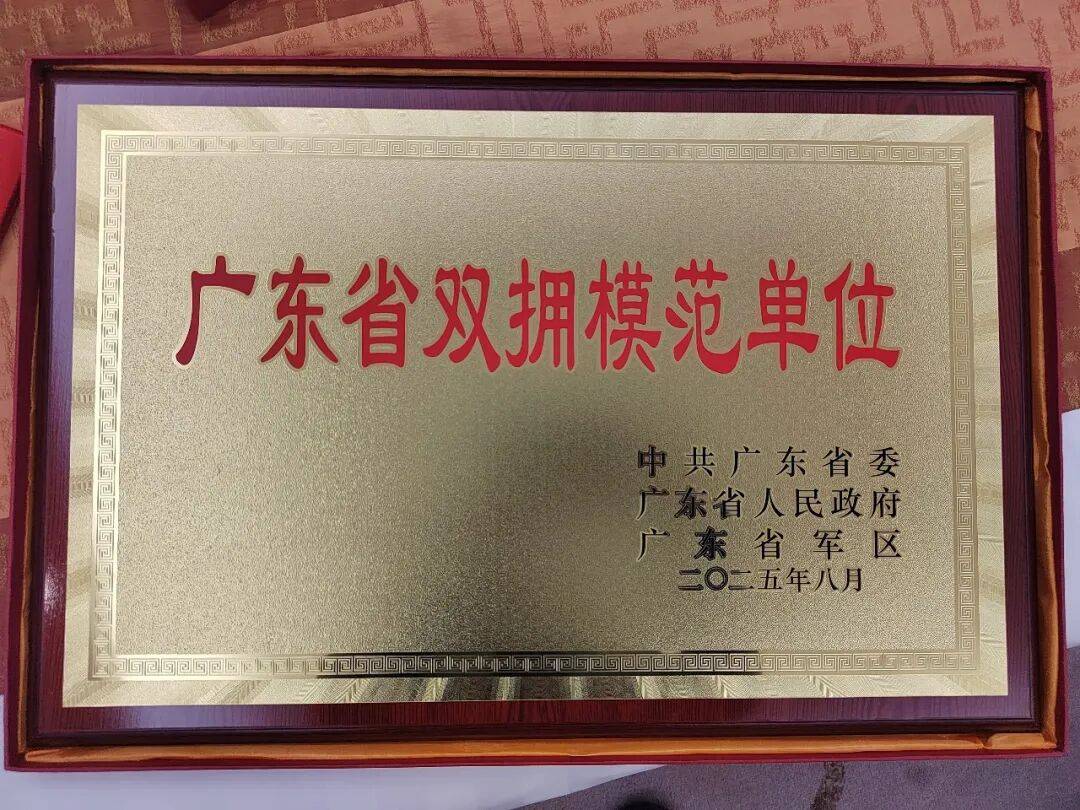 广东省双拥模范单位
中共广东省委
广东省人民政府
广东省军区
二〇二五年八月